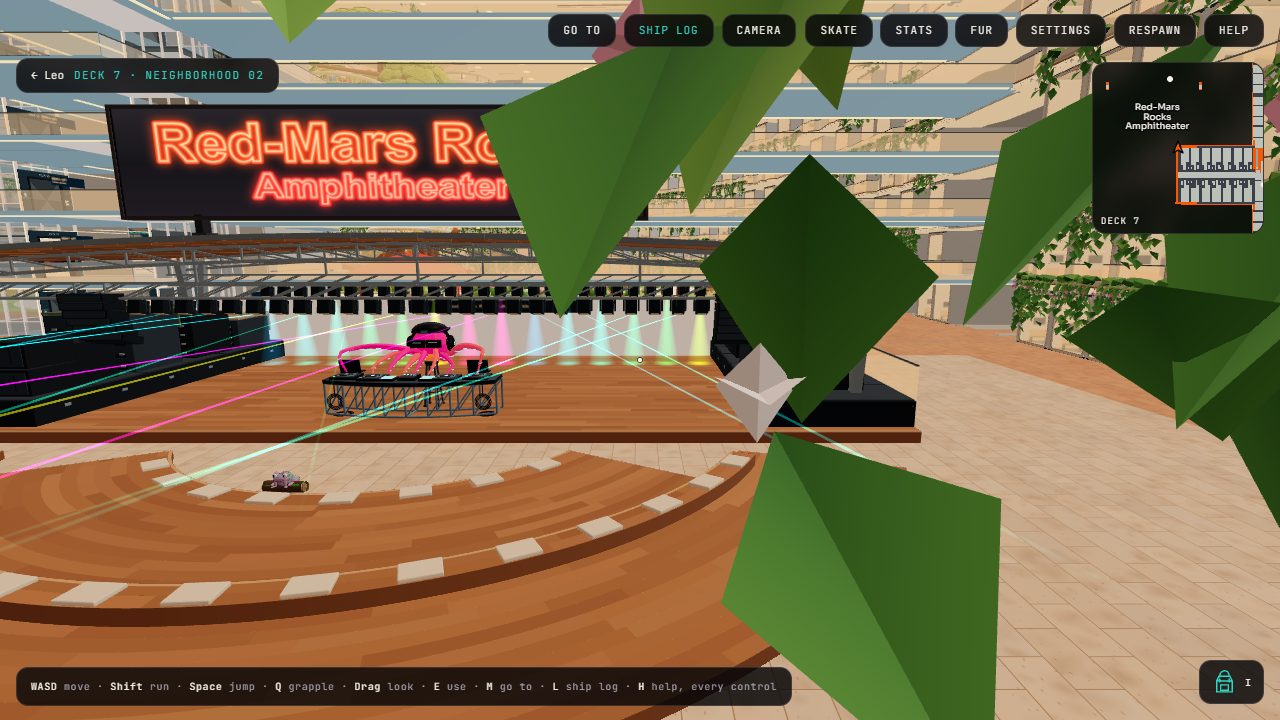 GO TO
SHIP LOG
CAMERA
SKATE
STATS
FUR
SETTINGS
RESPAWN
HELP
← Leo DECK 7 · NEIGHBORHOOD 02
Red-Mars Ro
Amphitheater
Red-Mars
Rocks
Amphitheater
DECK 7
WASD move · Shift run · Space jump · Q grapple · Drag look · E use · M go to · L ship log · H help, every control
I